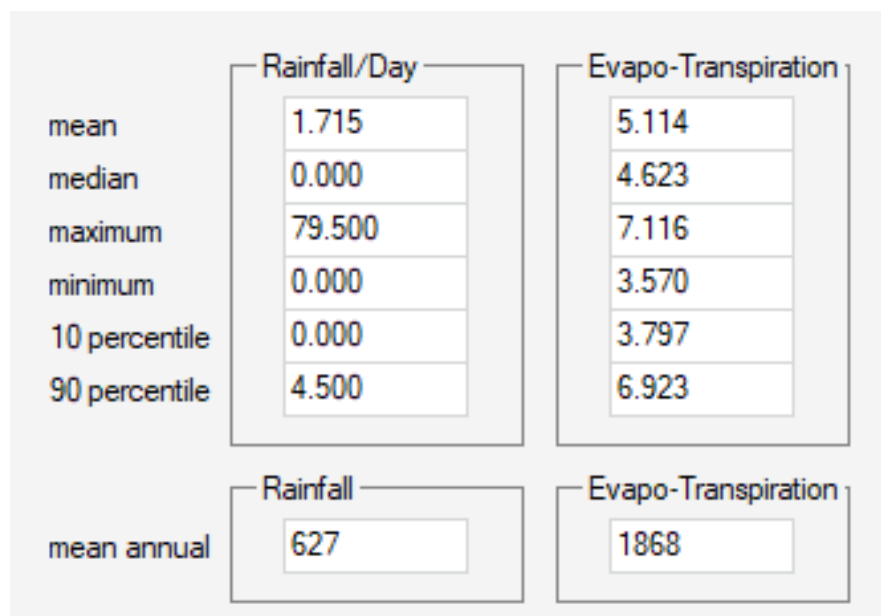 Rainfall/Day Evapo-Transpiration
mean 1.715 5.114
median 0.000 4.623
maximum 79.500 7.116
minimum 0.000 3.570
10 percentile 0.000 3.797
90 percentile 4.500 6.923
Rainfall Evapo-Transpiration
mean annual 627 1868